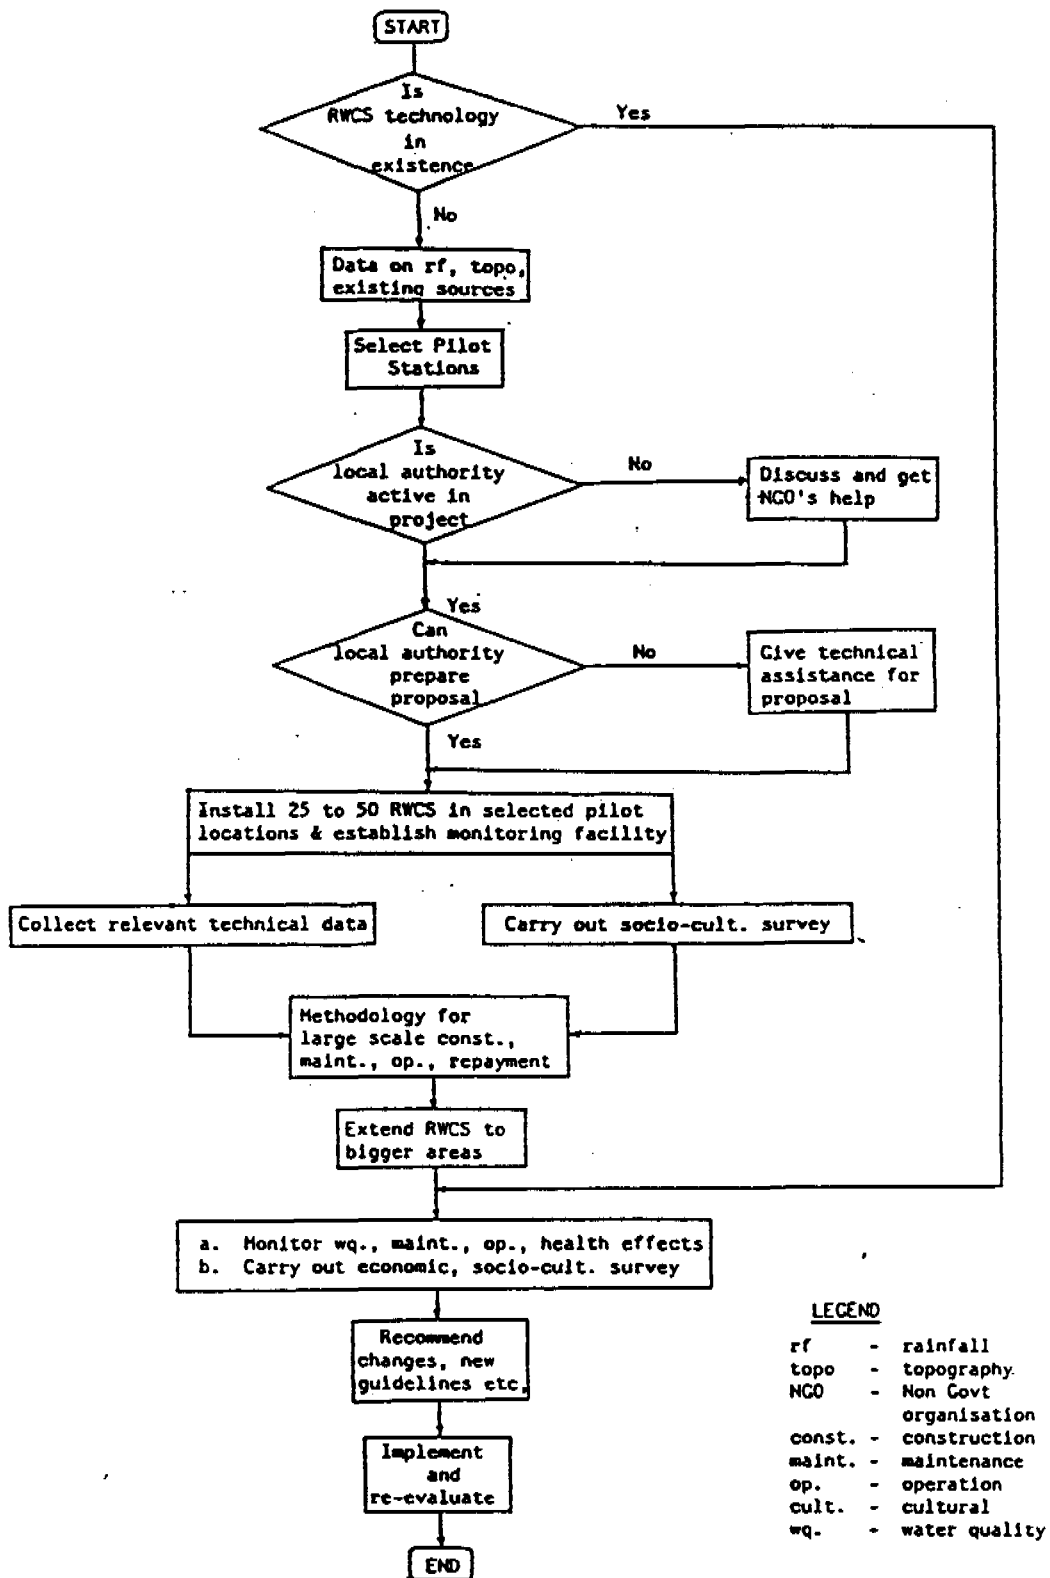 START
Is
RWCS technology
in
existence
Yes
No
Data on rf, topo,
existing sources
Select Pilot
Stations
Is
local authority
active in
project
No
Discuss and get
NGO's help
Yes
Can
local authority
prepare
proposal
No
Give technical
assistance for
proposal
Yes
Install 25 to 50 RWCS in selected pilot
locations & establish monitoring facility
Collect relevant technical data
Carry out socio-cult. survey
Methodology for
large scale const.,
maint., op., repayment
Extend RWCS to
bigger areas
a. Monitor wq., maint., op., health effects
b. Carry out economic, socio-cult. survey
Recommend
changes, new
guidelines etc,
Implement
and
re-evaluate
END
LEGEND
rf - rainfall
topo - topography
NGO - Non Govt
organisation
const. - construction
maint. - maintenance
op. - operation
cult. - cultural
wq. - water quality